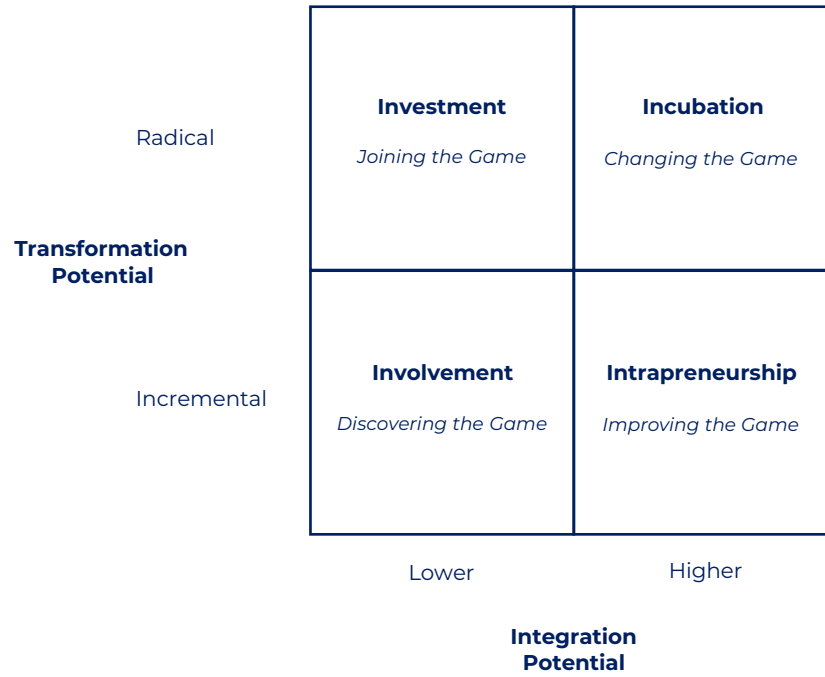 Investment
Joining the Game
Incubation
Changing the Game
Radical
Transformation
Potential
Involvement
Discovering the Game
Intrapreneurship
Improving the Game
Incremental
Lower
Higher
Integration
Potential